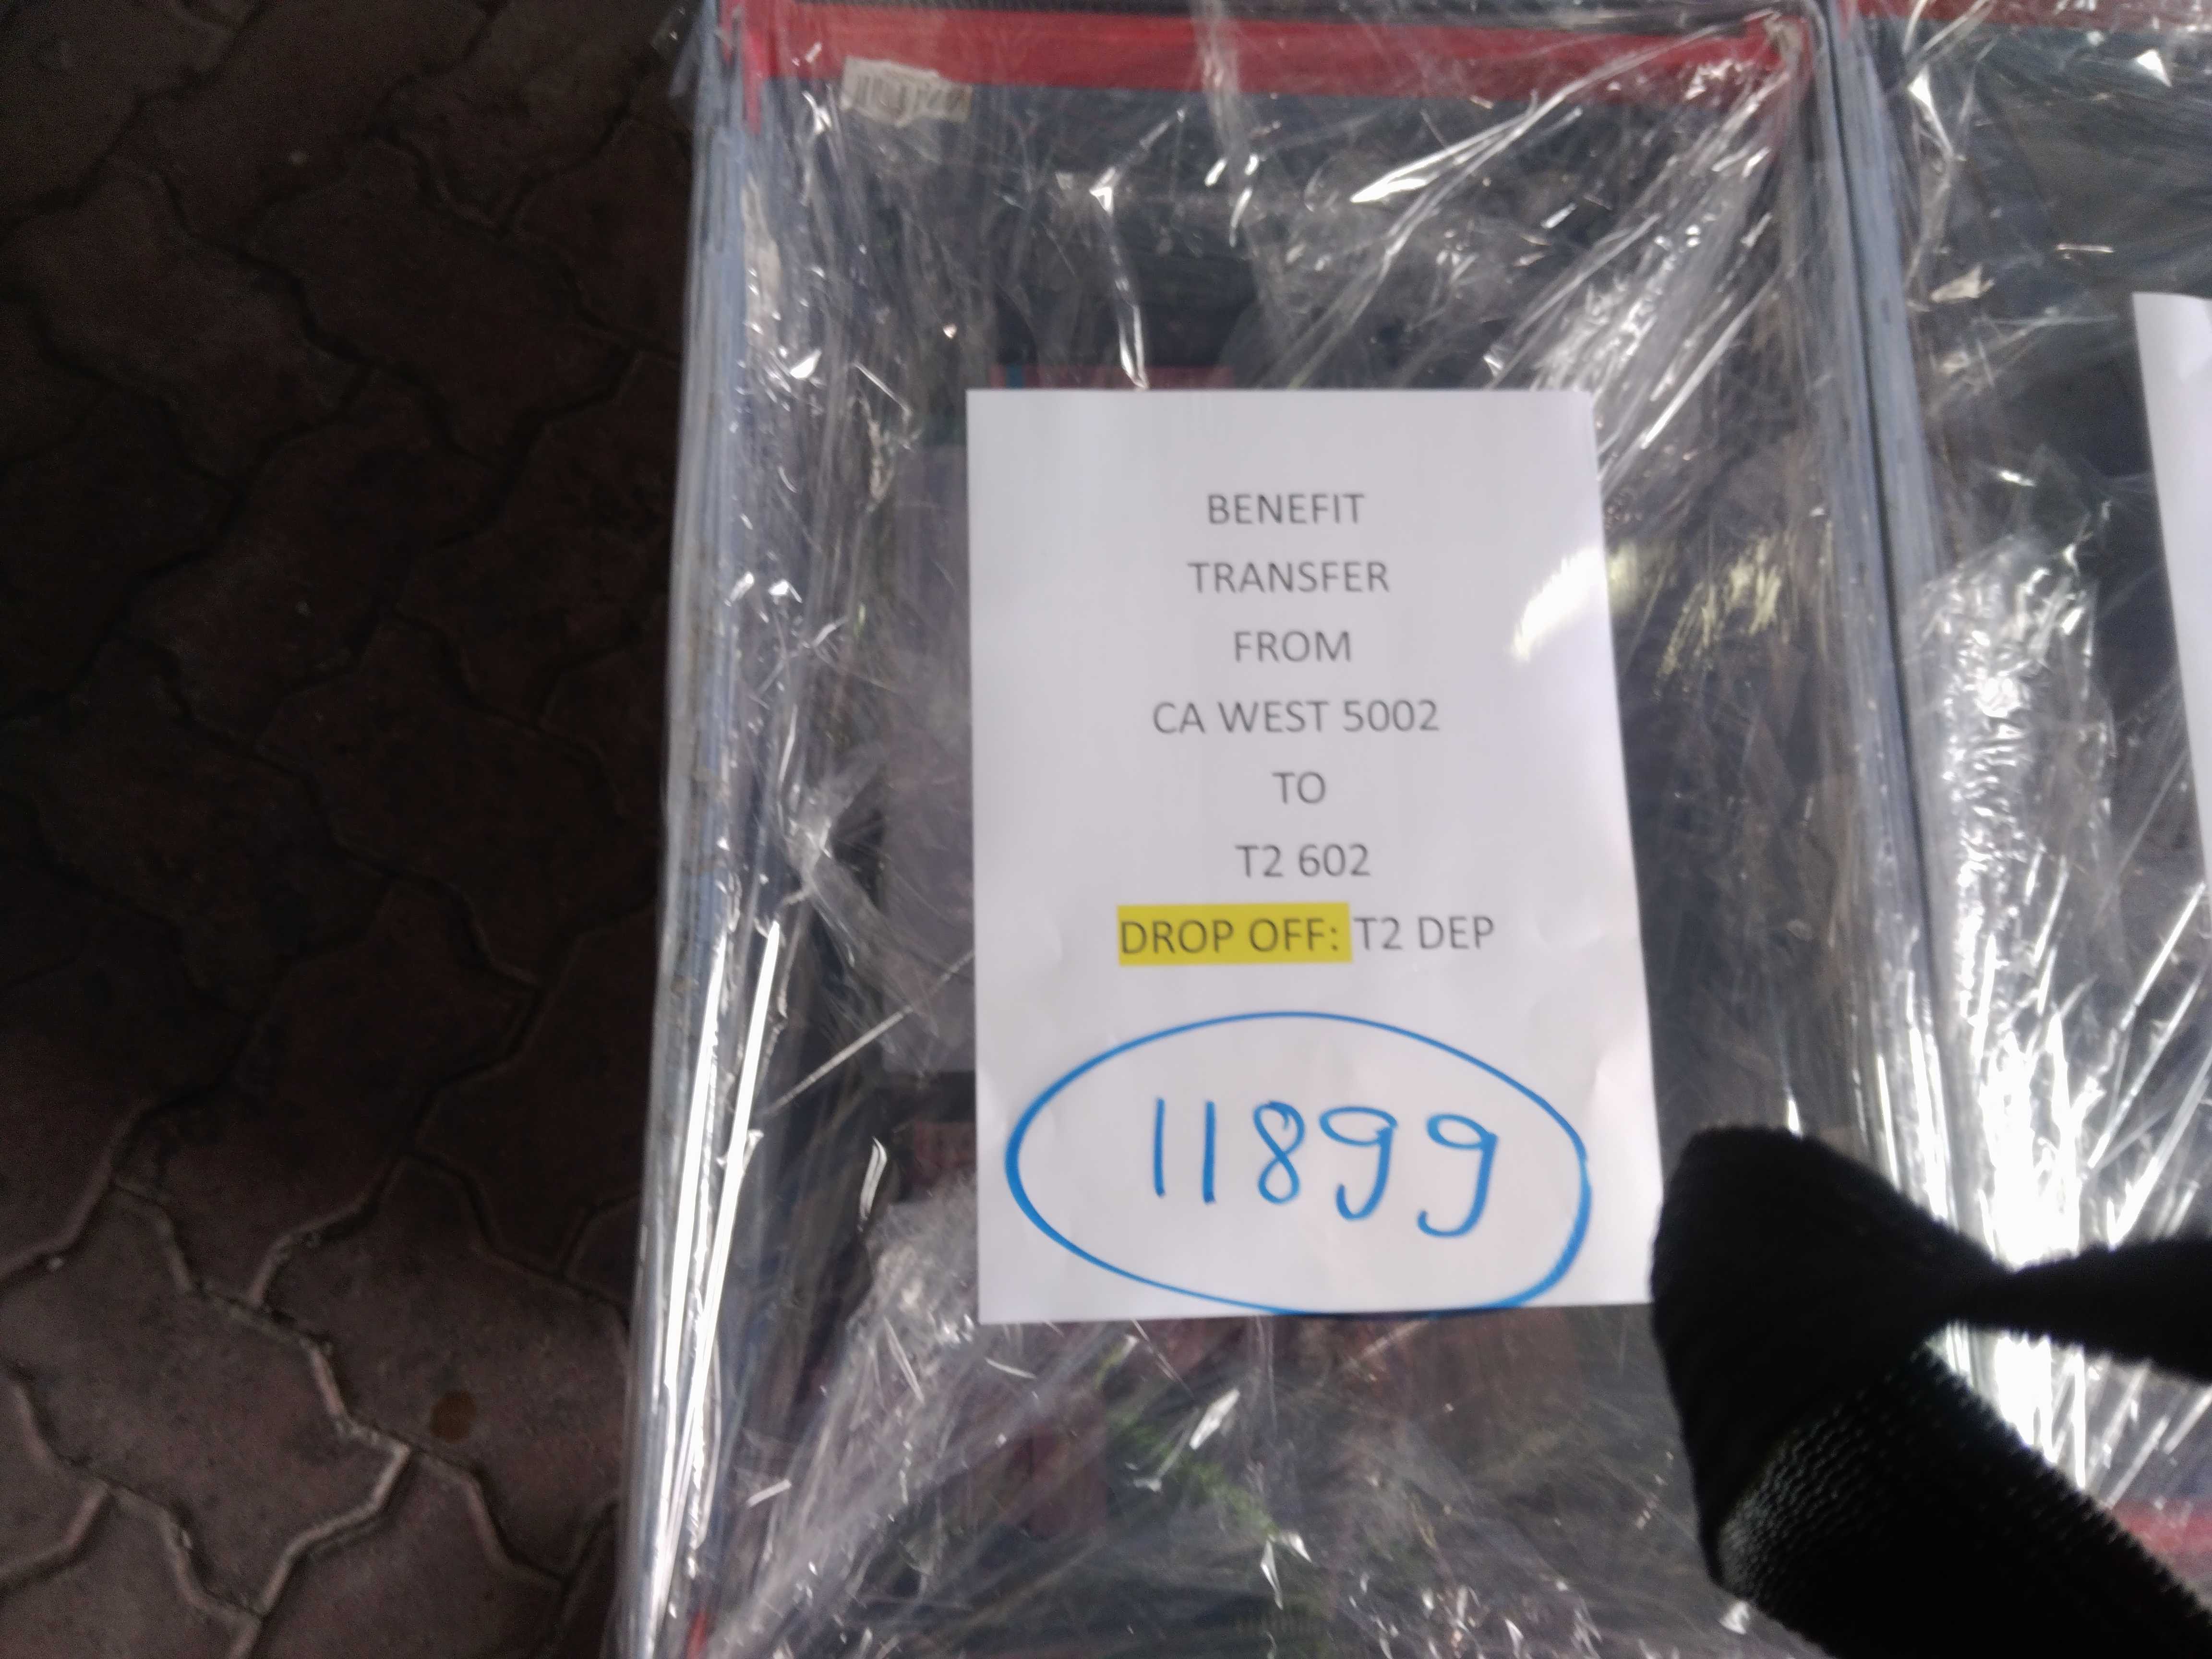 BENEFIT
TRANSFER
FROM
CA WEST 5002
TO
T2 602
DROP OFF: T2 DEP
11899